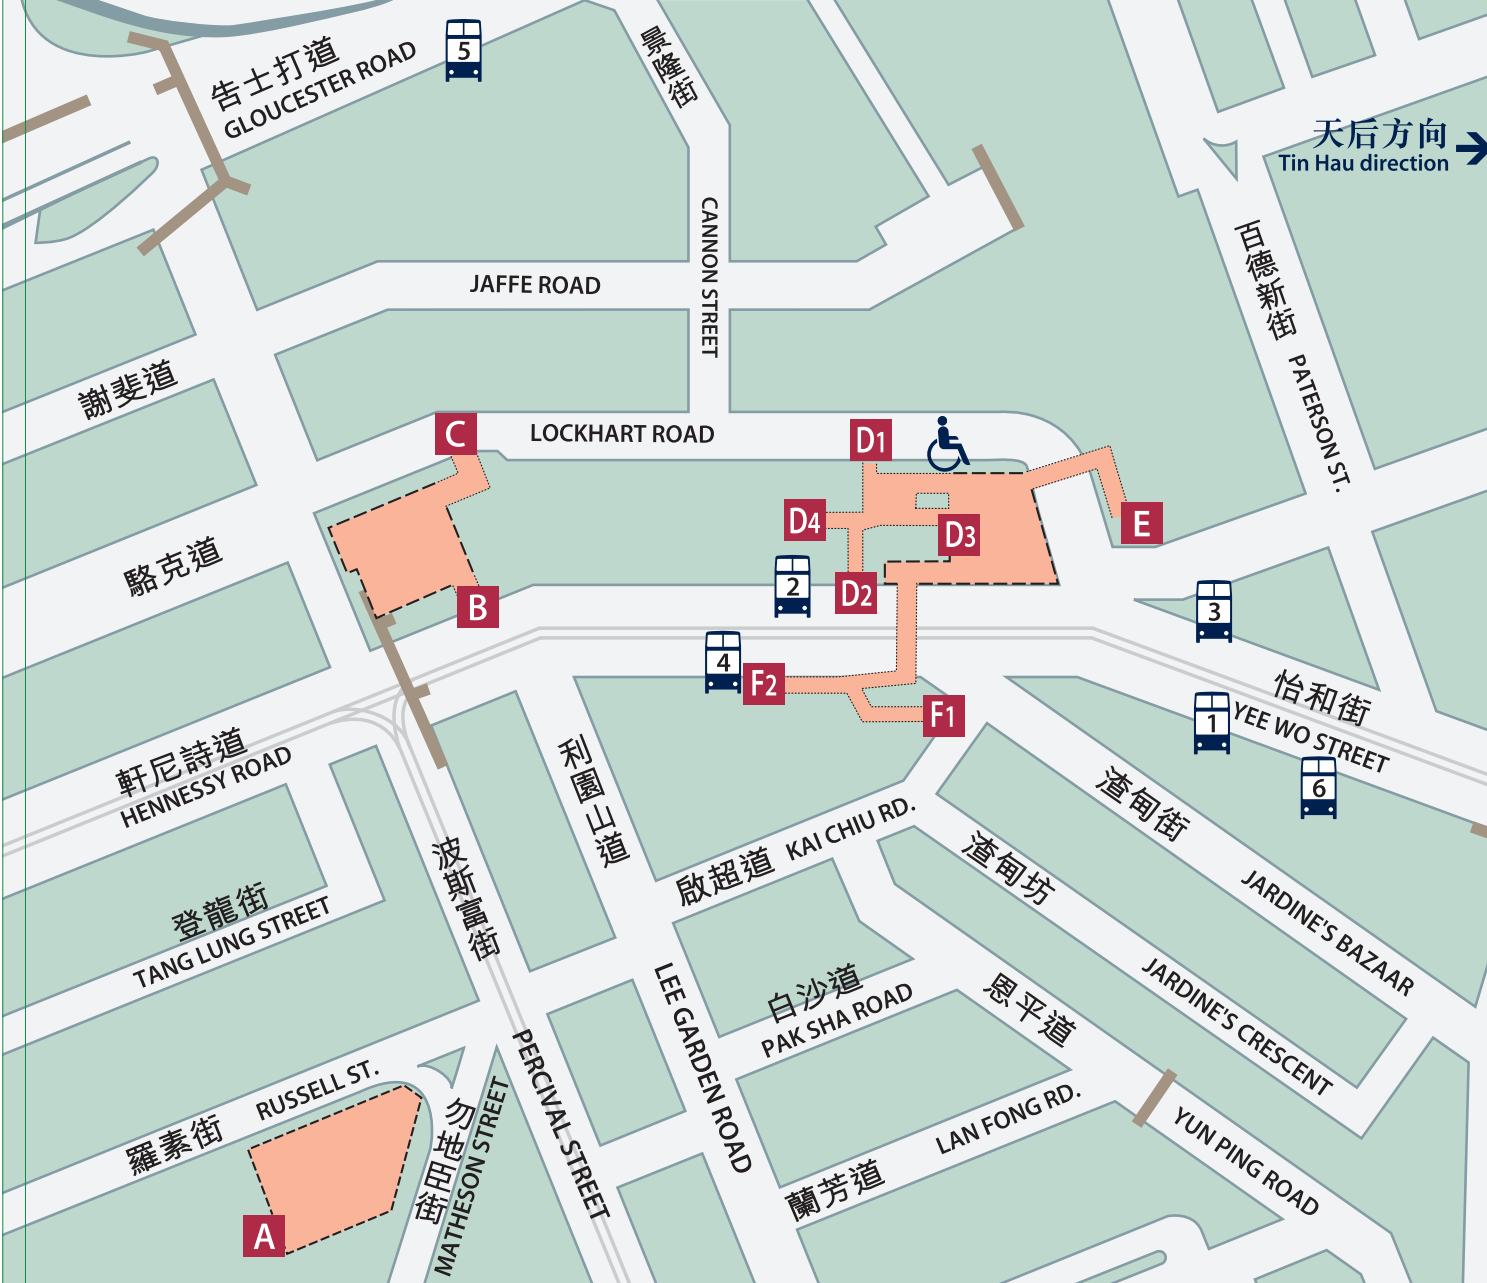 告士打道
GLOUCESTER ROAD
5
景隆街
天后方向
Tin Hau direction
CANNON STREET
JAFFE ROAD
百德新街
PATERSON ST.
謝斐道
C
LOCKHART ROAD
D1
D4
D3
E
駱克道
B
2
D2
3
4
F2
F1
怡和街
YEE WO STREET
1
6
軒尼詩道
HENNESSY ROAD
利園山道
LEE GARDEN ROAD
啟超道
KAI CHIU RD.
渣甸街
JARDINE'S BAZAAR
渣甸坊
JARDINE'S CRESCENT
波斯富街
PERCIVAL STREET
登龍街
TANG LUNG STREET
白沙道
PAK SHA ROAD
恩平道
YUN PING ROAD
羅素街
RUSSELL ST.
勿地臣街
MATHESON STREET
蘭芳道
LAN FONG RD.
A